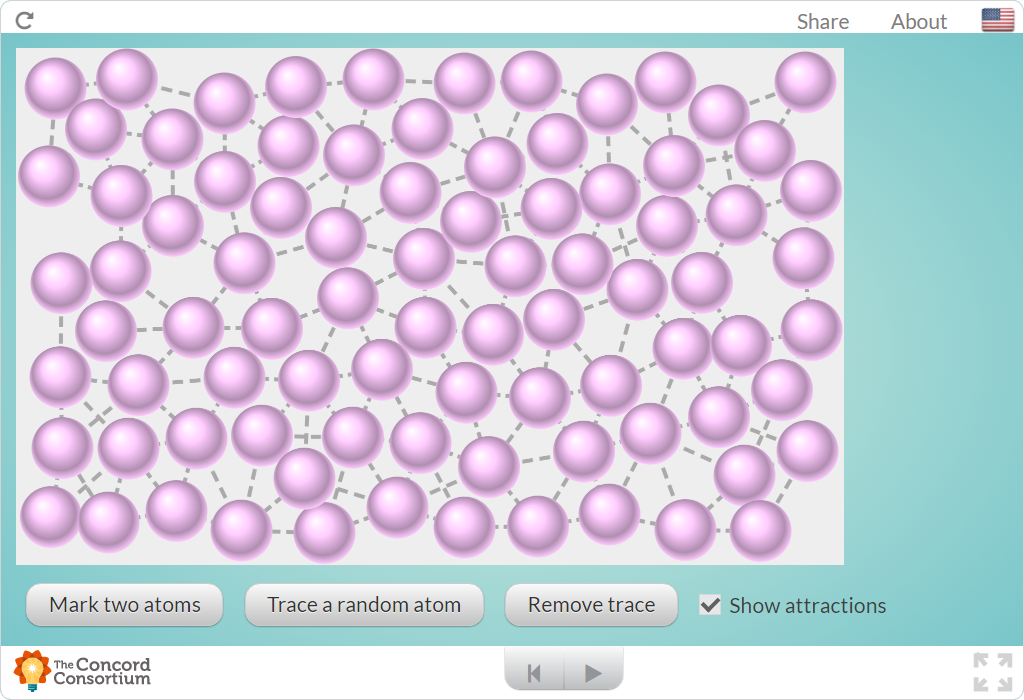 Share About
Mark two atoms Trace a random atom Remove trace Show attractions
The Concord
Consortium